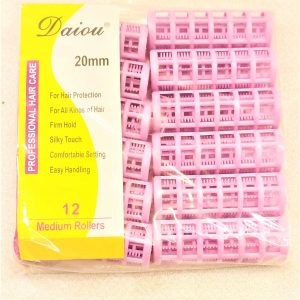 Daiou
20mm
PROFESSIONAL HAIR CARE
For Hair Protection
For All Kinds of Hair
Firm Hold
Silky Touch
Comfortable Setting
Easy Handling
12
Medium Rollers